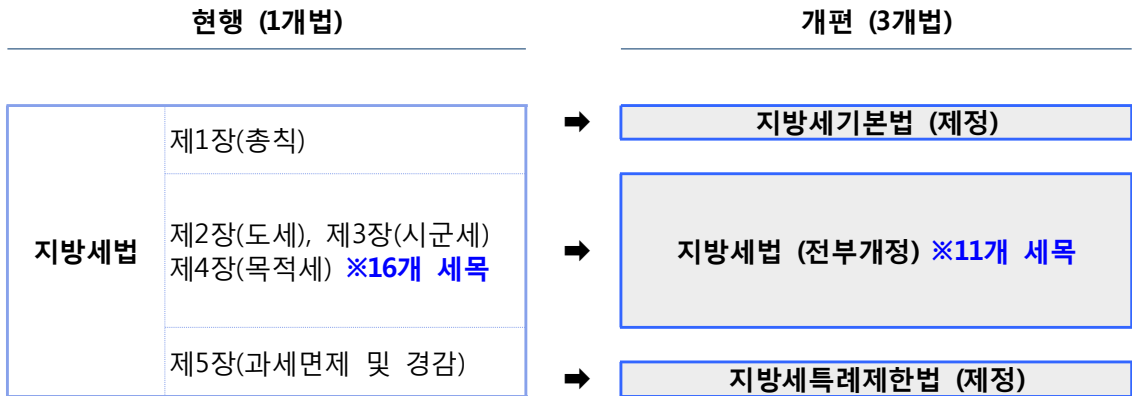 현행 (1개법)
개편 (3개법)
지방세법
제1장(총칙)
➡
지방세기본법 (제정)
제2장(도세), 제3장(시군세)
제4장(목적세) ※16개 세목
➡
지방세법 (전부개정) ※11개 세목
제5장(과세면제 및 경감)
➡
지방세특례제한법 (제정)